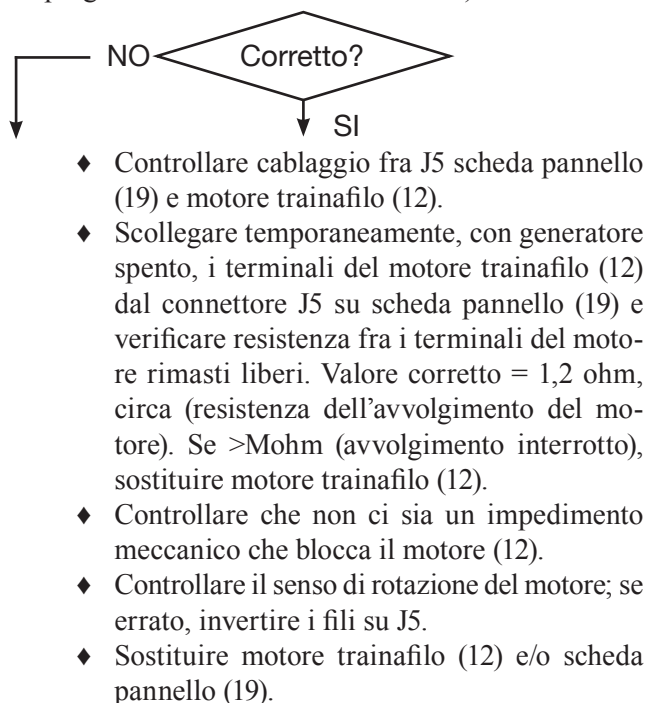 NO
Corretto?
SI
♦ Controllare cablaggio fra J5 scheda pannello
(19) e motore trainafilo (12).
♦ Scollegare temporaneamente, con generatore
spento, i terminali del motore trainafilo (12)
dal connettore J5 su scheda pannello (19) e
verificare resistenza fra i terminali del moto-
re rimasti liberi. Valore corretto = 1,2 ohm,
circa (resistenza dell'avvolgimento del mo-
tore). Se >Mohm (avvolgimento interrotto),
sostituire motore trainafilo (12).
♦ Controllare che non ci sia un impedimento
meccanico che blocca il motore (12).
♦ Controllare il senso di rotazione del motore; se
errato, invertire i fili su J5.
♦ Sostituire motore trainafilo (12) e/o scheda
pannello (19).